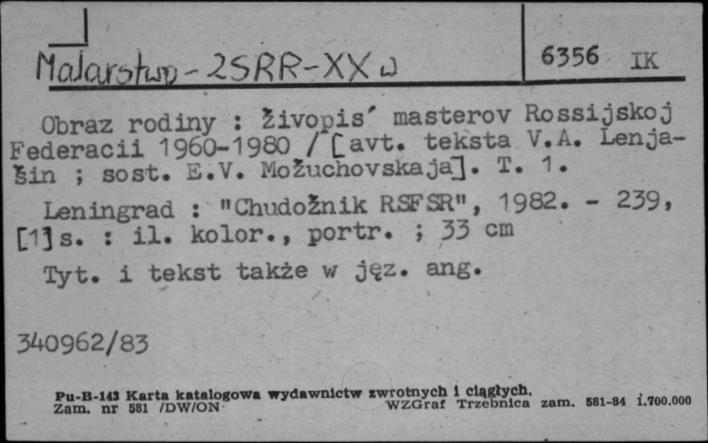 Malarstwo - ZSRR - XX w
6356 IK
Obraz rodiny : živopis´ masterov Rossijskoj
Federacii 1960-1980 / [avt. teksta V.A. Lenja-
šin ; sost. E.V. Možuchovskaja]. T. 1.
Leningrad : "Chudožnik RSFSR", 1982. - 239,
[1] s. : il. kolor., portr. ; 33 cm
Tyt. i tekst także w jęz. ang.
340962/83
Pu-B-143 Karta katalogowa wydawnictw zwrotnych i ciągłych.
Zam. nr 581 /DW/ON WZGraf Trzebnica zam. 581-84 1.700.000